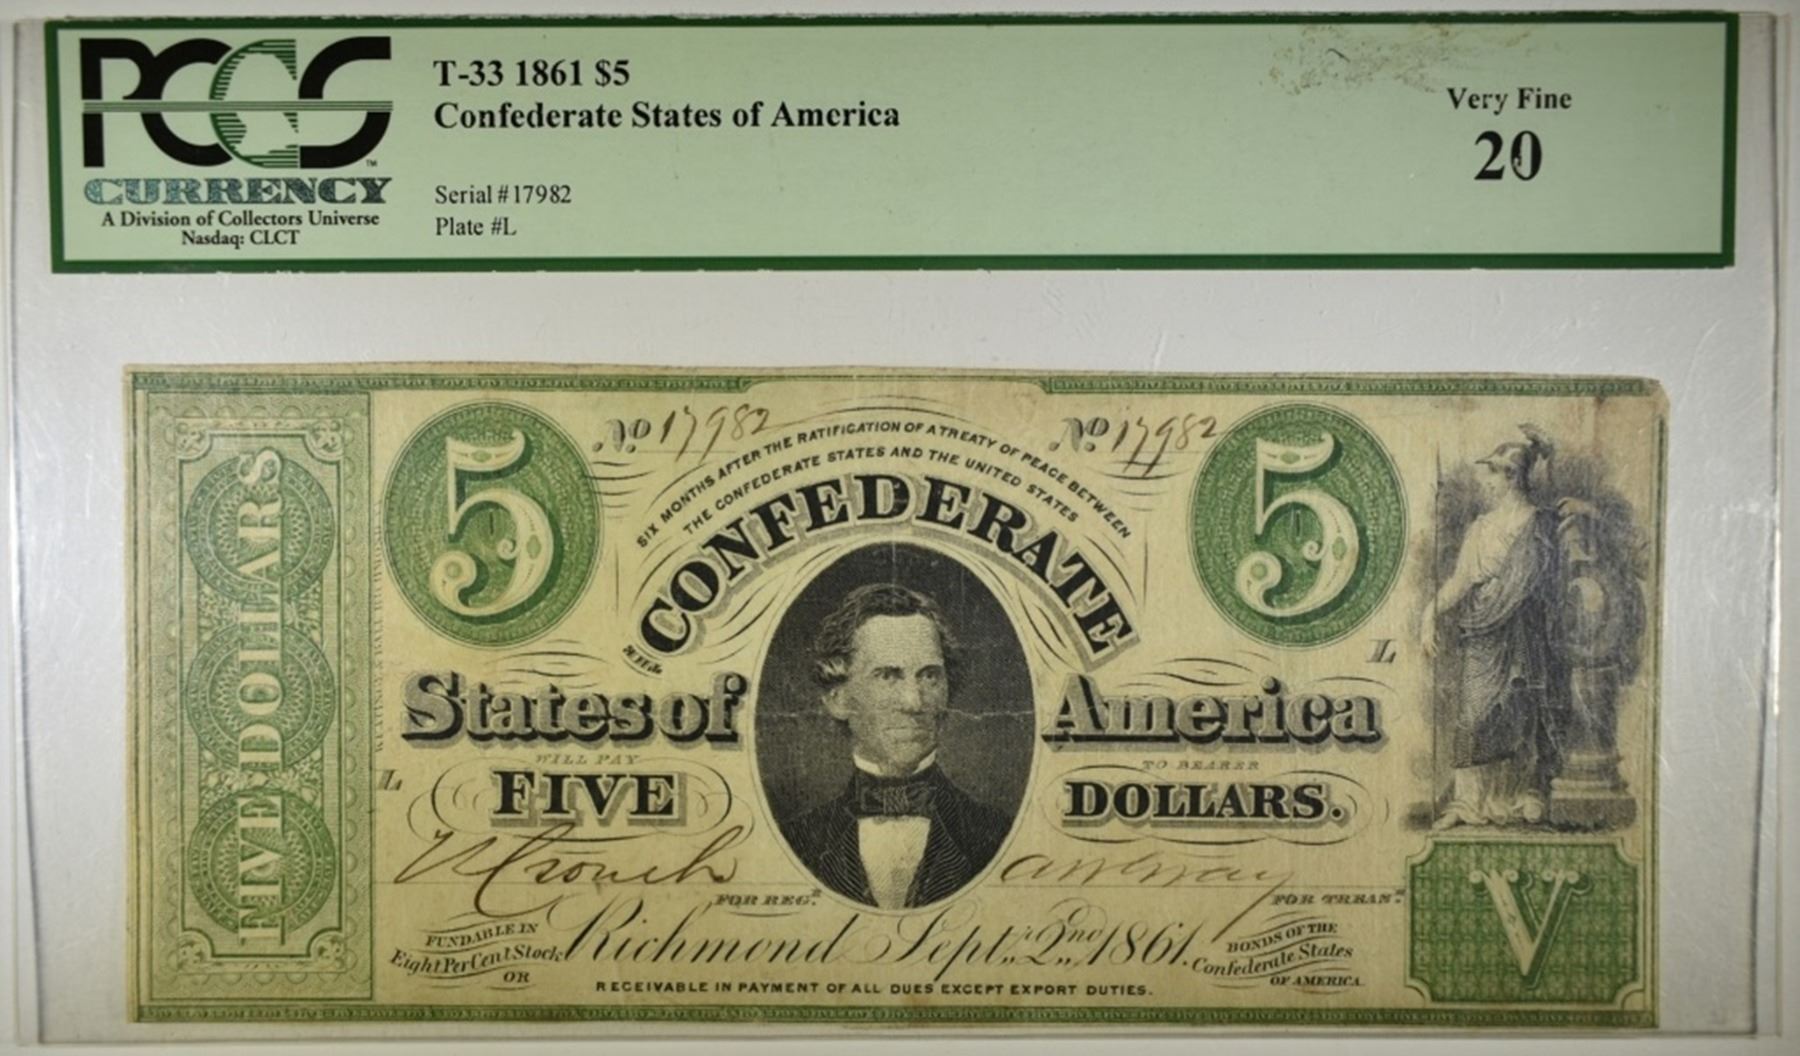 PCGS
™
CURRENCY
A Division of Collectors Universe
Nasdaq: CLCT
T-33 1861 $5
Confederate States of America
Serial #17982
Plate #L
Very Fine
20
FIVE DOLLARS
5
No 17982
No 17982
5
SIX MONTHS AFTER THE RATIFICATION OF A TREATY OF PEACE BETWEEN
THE CONFEDERATE STATES AND THE UNITED STATES
CONFEDERATE
L
States of America
WILL PAY
TO BEARER
L
FIVE
DOLLARS.
FOR REGR
FOR TREASR
FUNDABLE IN
Eight Per Cent Stock
OR
Richmond Sept. 2nd 1861.
BONDS OF THE
Confederate States
OF AMERICA
RECEIVABLE IN PAYMENT OF ALL DUES EXCEPT EXPORT DUTIES.
V